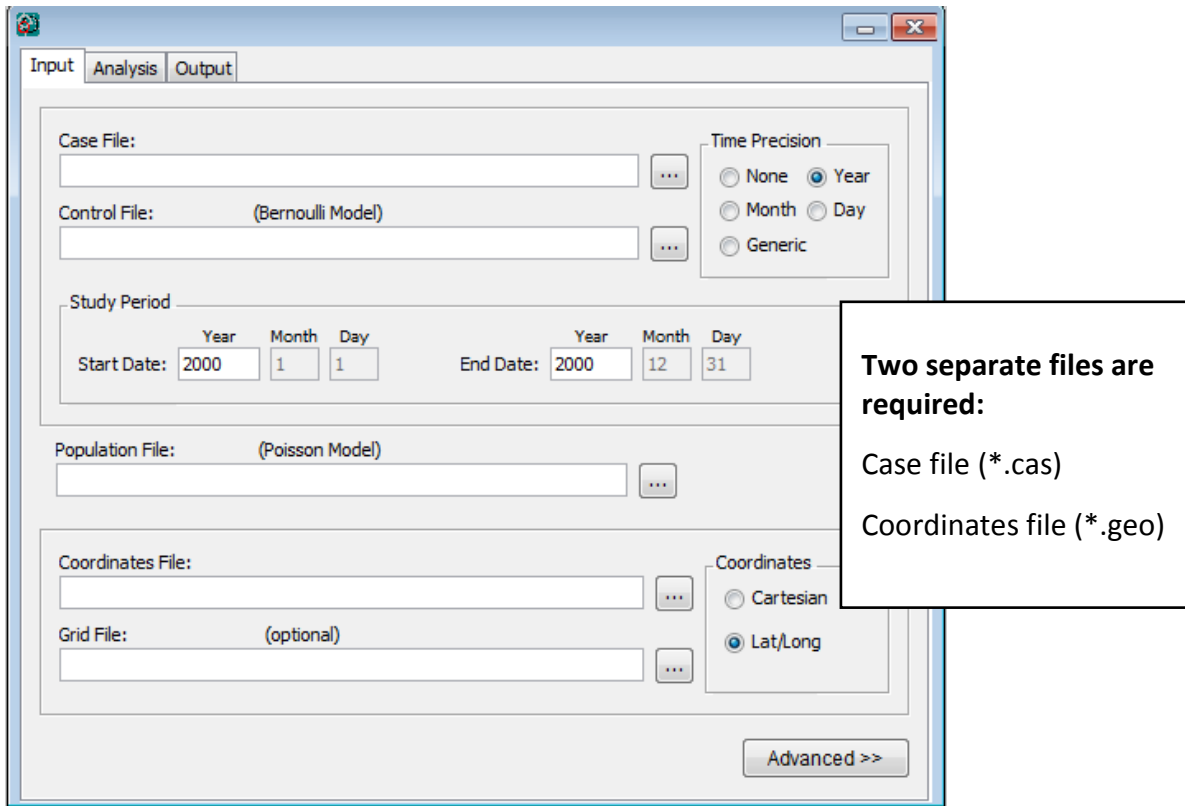 Input Analysis Output
Case File:
...
Time Precision
None Year
Month Day
Generic
Control File: (Bernoulli Model)
...
Study Period
Year Month Day Year Month Day
Start Date: 2000 1 1 End Date: 2000 12 31
Population File: (Poisson Model)
...
Coordinates File:
...
Coordinates
Cartesian
Lat/Long
Grid File: (optional)
...
Advanced >>
Two separate files are
required:
Case file (*.cas)
Coordinates file (*.geo)